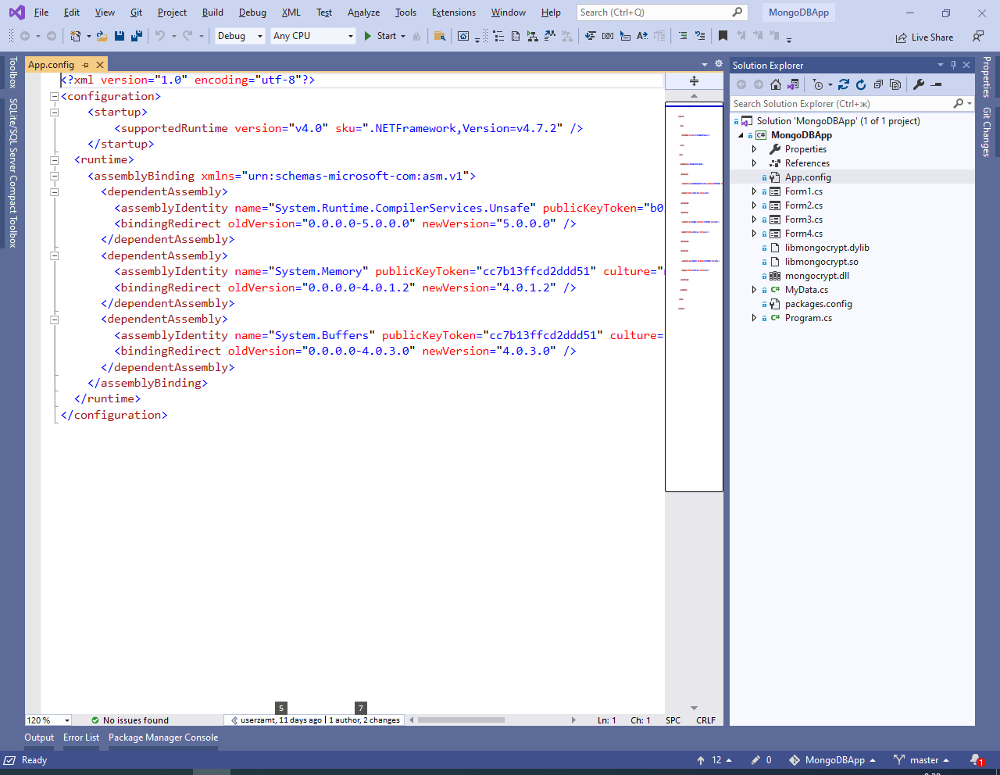 File Edit View Git Project Build Debug XML Test Analyze Tools Extensions Window Help Search (Ctrl+Q) MongoDBApp
Debug Any CPU Start Live Share
Toolbox
SQLite/SQL Server Compact Toolbox
App.config
<?xml version="1.0" encoding="utf-8"?>
<configuration>
<startup>
<supportedRuntime version="v4.0" sku=".NETFramework,Version=v4.7.2" />
</startup>
<runtime>
<assemblyBinding xmlns="urn:schemas-microsoft-com:asm.v1">
<dependentAssembly>
<assemblyIdentity name="System.Runtime.CompilerServices.Unsafe" publicKeyToken="b0
<bindingRedirect oldVersion="0.0.0.0-5.0.0.0" newVersion="5.0.0.0" />
</dependentAssembly>
<dependentAssembly>
<assemblyIdentity name="System.Memory" publicKeyToken="cc7b13ffcd2ddd51" culture="
<bindingRedirect oldVersion="0.0.0.0-4.0.1.2" newVersion="4.0.1.2" />
</dependentAssembly>
<dependentAssembly>
<assemblyIdentity name="System.Buffers" publicKeyToken="cc7b13ffcd2ddd51" culture=
<bindingRedirect oldVersion="0.0.0.0-4.0.3.0" newVersion="4.0.3.0" />
</dependentAssembly>
</assemblyBinding>
</runtime>
</configuration>
5 7
120 % No issues found userzamt, 11 days ago | 1 author, 2 changes Ln: 1 Ch: 1 SPC CRLF
Solution Explorer
Search Solution Explorer (Ctrl+ж)
Solution 'MongoDBApp' (1 of 1 project)
C# MongoDBApp
Properties
References
App.config
Form1.cs
Form2.cs
Form3.cs
Form4.cs
libmongocrypt.dylib
libmongocrypt.so
mongocrypt.dll
C# MyData.cs
packages.config
C# Program.cs
Properties
Git Changes
Output Error List Package Manager Console
Ready 12 0 MongoDBApp master 1